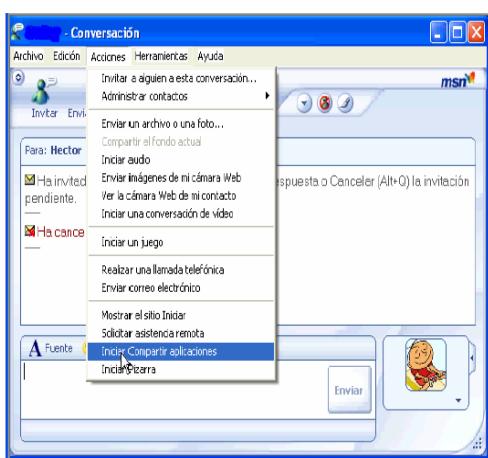 - Conversación
Archivo Edición Acciones Herramientas Ayuda
Invitar a alguien a esta conversación...
Administrar contactos
msn
Invitar Envi
Enviar un archivo o una foto...
Compartir el fondo actual
Para: Hector
Iniciar audo
Enviar imágenes de mi cámara Web
Ha invitad
espuesta o Cancelar (Alt+Q) la invitación
pendiente.
Ver la cámara Web de mi contacto
Iniciar una conversación de vídeo
Ha cance
Iniciar un juego
Realizar una llamada telefónica
Enviar correo electrónico
Mostrar el sitio Iniciar
Solicitar asistencia remota
A Fuente
Iniciar Compartir aplicaciones
Iniciar Pizarra
Enviar